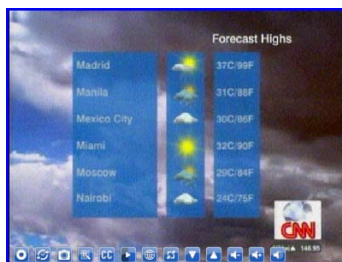 Forecast Highs
Madrid 37C/99F
Manila 31C/88F
Mexico City 30C/86F
Miami 32C/90F
Moscow 29C/84F
Nairobi 24C/75F
CNN
CC